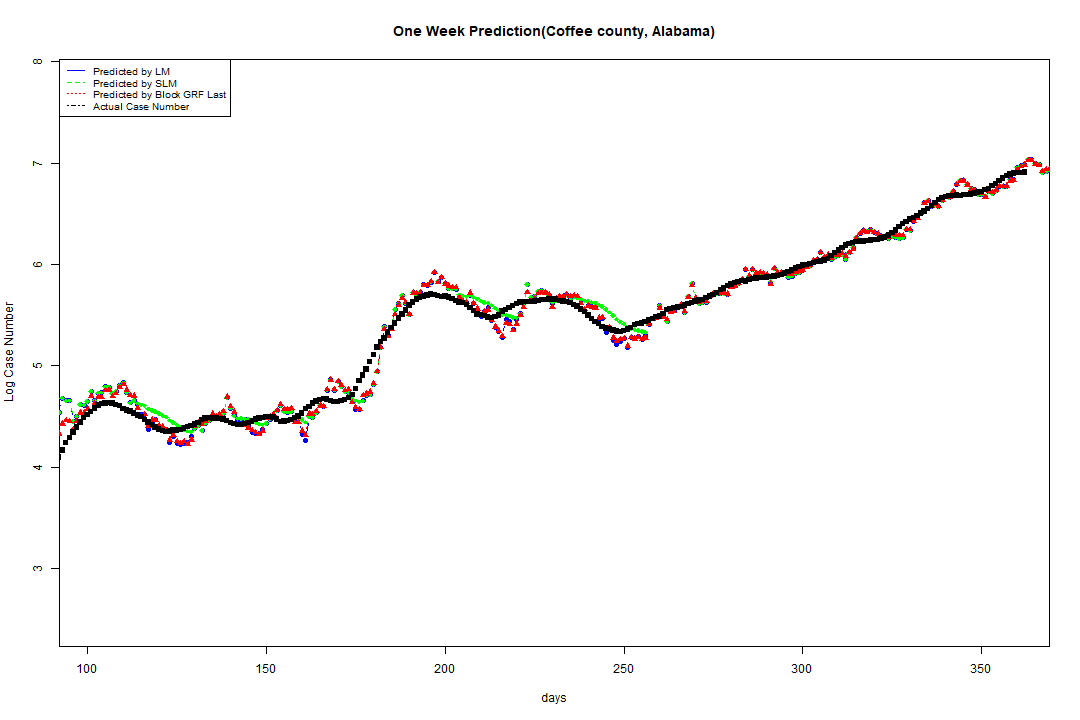 One Week Prediction(Coffee county, Alabama)
Predicted by LM
Predicted by SLM
Predicted by Block GRF Last
Actual Case Number
8
7
6
5
4
3
Log Case Number
100 150 200 250 300 350
days